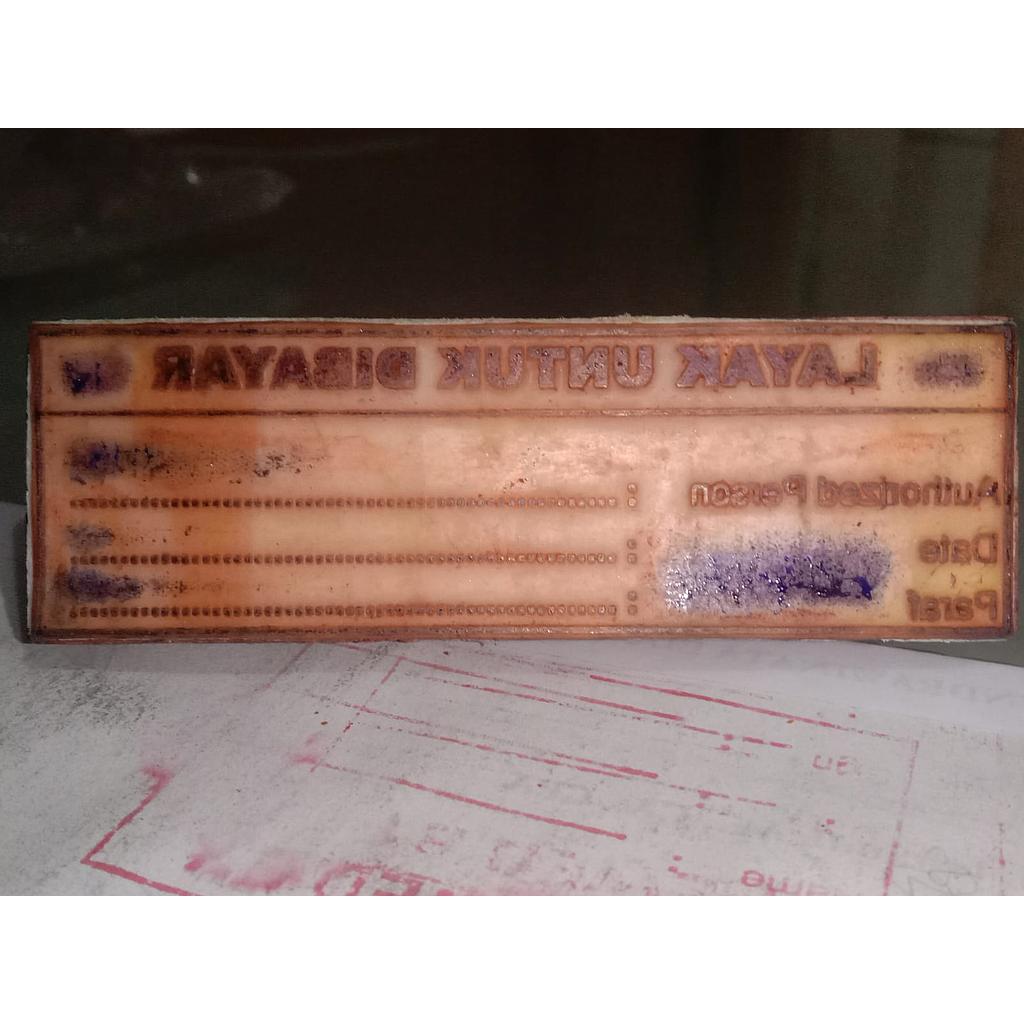 LAYAK UNTUK DIBAYAR
Authorized Person : ..........................................................
Date : ..........................................................
Paraf : ..........................................................